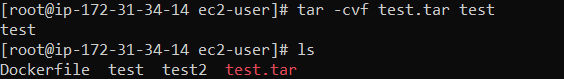 [root@ip-172-31-34-14 ec2-user]# tar -cvf test.tar test
test
[root@ip-172-31-34-14 ec2-user]# ls
Dockerfile  test  test2  test.tar